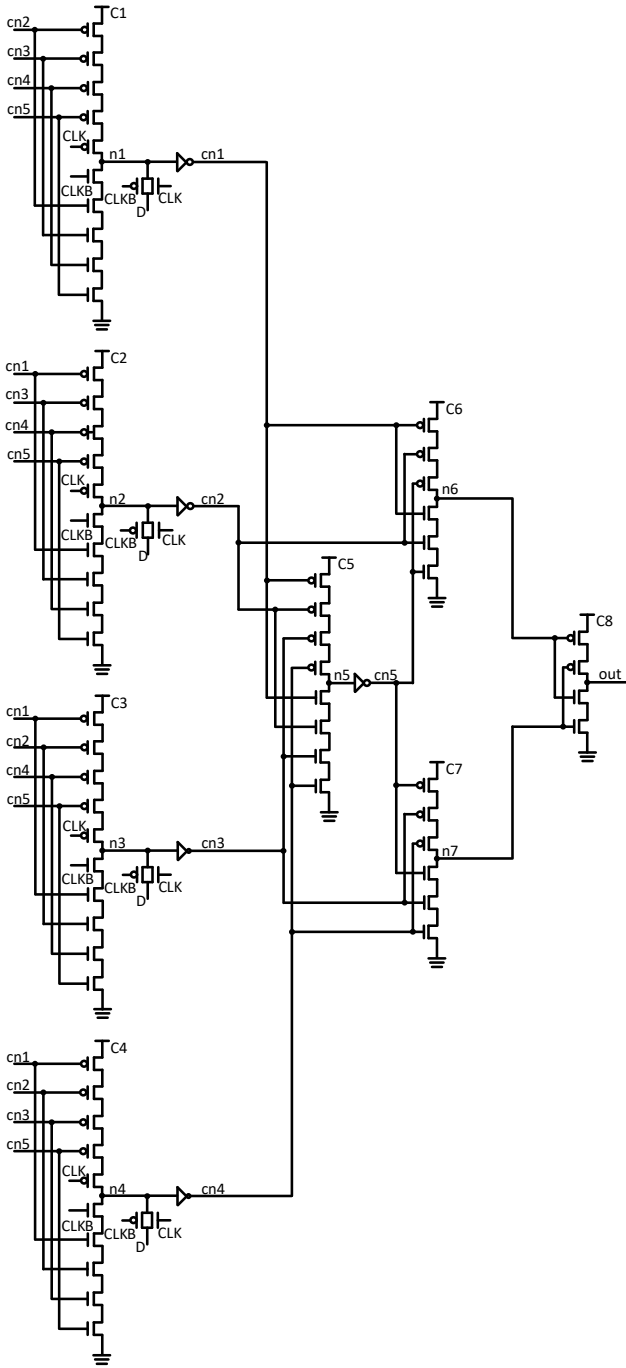 C1
cn2
cn3
cn4
cn5
CLK
n1
cn1
CLKB
CLKB
CLK
D
C2
cn1
cn3
cn4
cn5
CLK
n2
cn2
CLKB
CLKB
CLK
D
C3
cn1
cn2
cn4
cn5
CLK
n3
cn3
CLKB
CLKB
CLK
D
C4
cn1
cn2
cn3
cn5
CLK
n4
cn4
CLKB
CLKB
CLK
D
C5
n5
cn5
C6
n6
C7
n7
C8
out